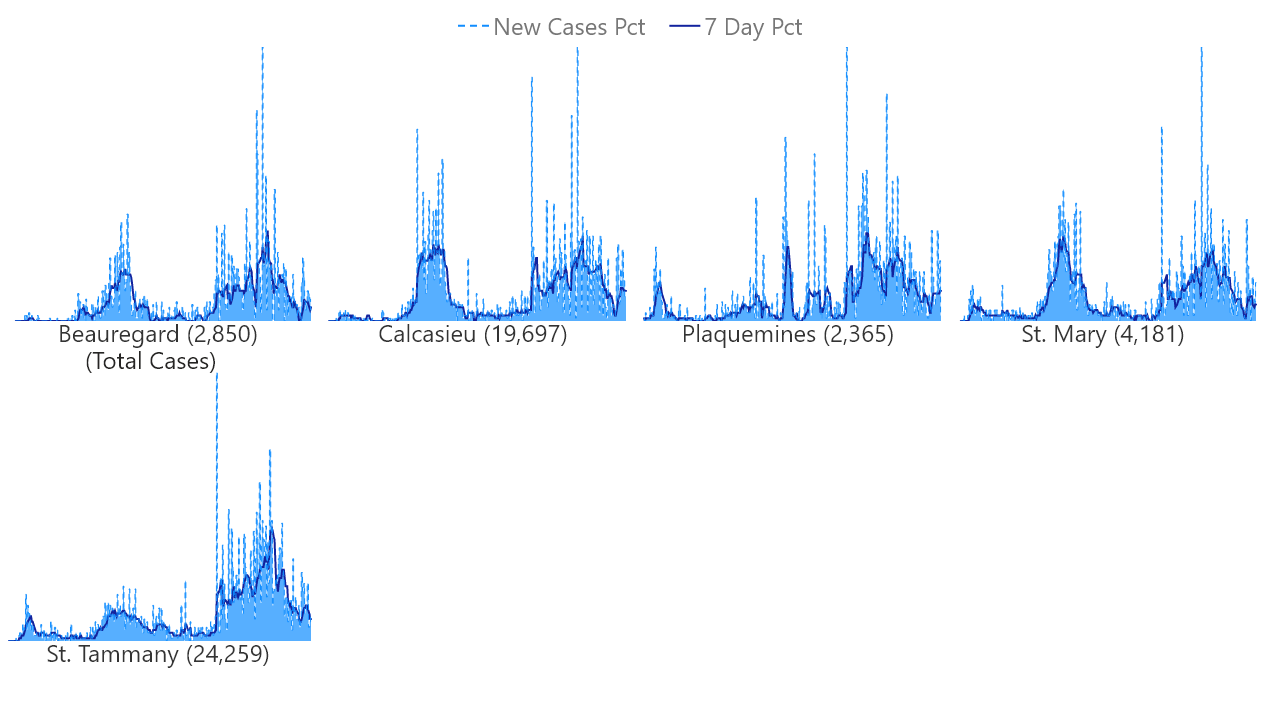 New Cases Pct 7 Day Pct
Beauregard (2,850)
(Total Cases)
Calcasieu (19,697)
Plaquemines (2,365)
St. Mary (4,181)
St. Tammany (24,259)